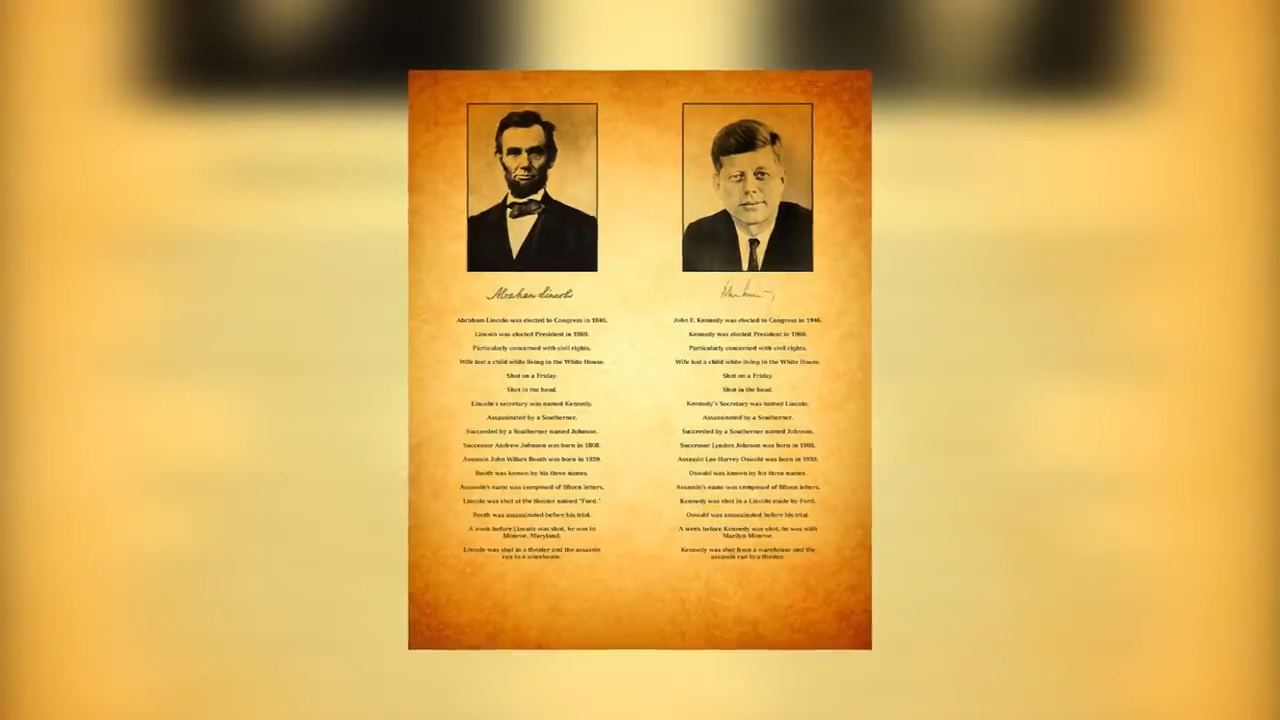 Abraham Lincoln
Abraham Lincoln was elected to Congress in 1846.
Lincoln was elected President in 1860.
Particularly concerned with civil rights.
Wife lost a child while living in the White House.
Shot on a Friday.
Shot in the head.
Lincoln's secretary was named Kennedy.
Assassinated by a Southerner.
Succeeded by a Southerner named Johnson.
Successor Andrew Johnson was born in 1808.
Assassin John Wilkes Booth was born in 1839.
Booth was known by his three names.
Assassin's name was composed of fifteen letters.
Lincoln was shot at the theater named "Ford."
Booth was assassinated before his trial.
A week before Lincoln was shot, he was in
Monroe, Maryland.
Lincoln was shot in a theater and the assassin
ran to a warehouse.
John F. Kennedy was elected to Congress in 1946.
Kennedy was elected President in 1960.
Particularly concerned with civil rights.
Wife lost a child while living in the White House.
Shot on a Friday.
Shot in the head.
Kennedy's Secretary was named Lincoln.
Assassinated by a Southerner.
Succeeded by a Southerner named Johnson.
Successor Lyndon Johnson was born in 1908.
Assassin Lee Harvey Oswald was born in 1939.
Oswald was known by his three names.
Assassin's name was composed of fifteen letters.
Kennedy was shot in a Lincoln made by Ford.
Oswald was assassinated before his trial.
A week before Kennedy was shot, he was with
Marilyn Monroe.
Kennedy was shot from a warehouse and the
assassin ran to a theater.